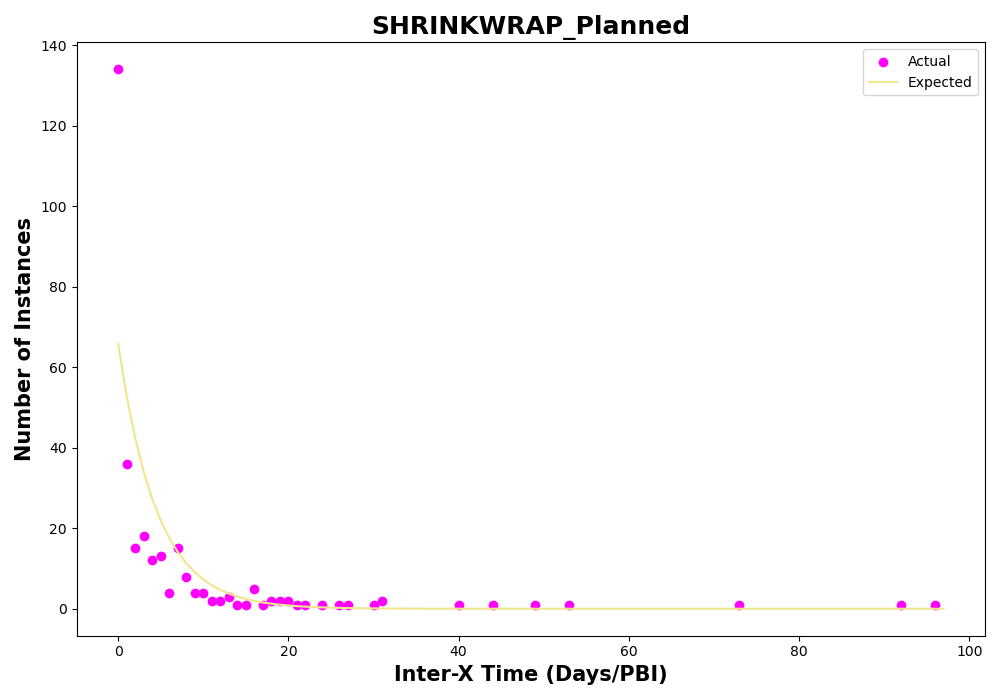 SHRINKWRAP_Planned
Actual
Expected
Number of Instances
140
120
100
80
60
40
20
0
0 20 40 60 80 100
Inter-X Time (Days/PBI)